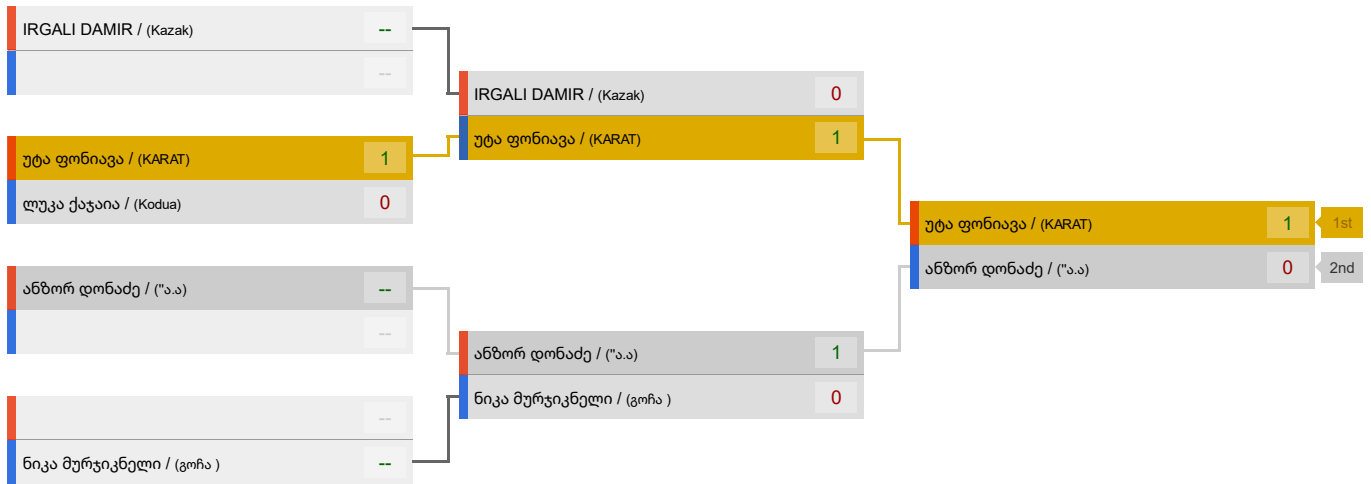 IRGALI DAMIR / (Kazak) --
--
უტა ფონიავა / (KARAT) 1
ლუკა ქაჯაია / (Kodua) 0
ანზორ დონაძე / ("ა.ა) --
--
--
ნიკა მურჯიკნელი / (გოჩა ) --
IRGALI DAMIR / (Kazak) 0
უტა ფონიავა / (KARAT) 1
ანზორ დონაძე / ("ა.ა) 1
ნიკა მურჯიკნელი / (გოჩა ) 0
უტა ფონიავა / (KARAT) 1 1st
ანზორ დონაძე / ("ა.ა) 0 2nd